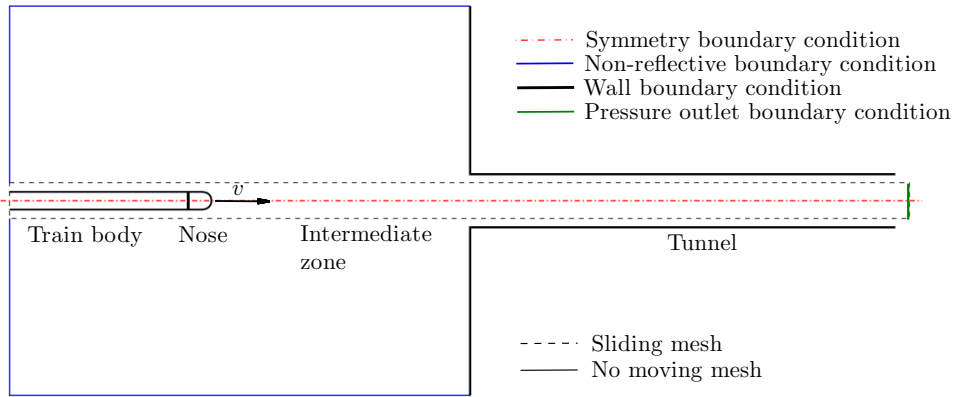 Symmetry boundary condition
Non-reflective boundary condition
Wall boundary condition
Pressure outlet boundary condition
v
Train body
Nose
Intermediate
zone
Tunnel
Sliding mesh
No moving mesh